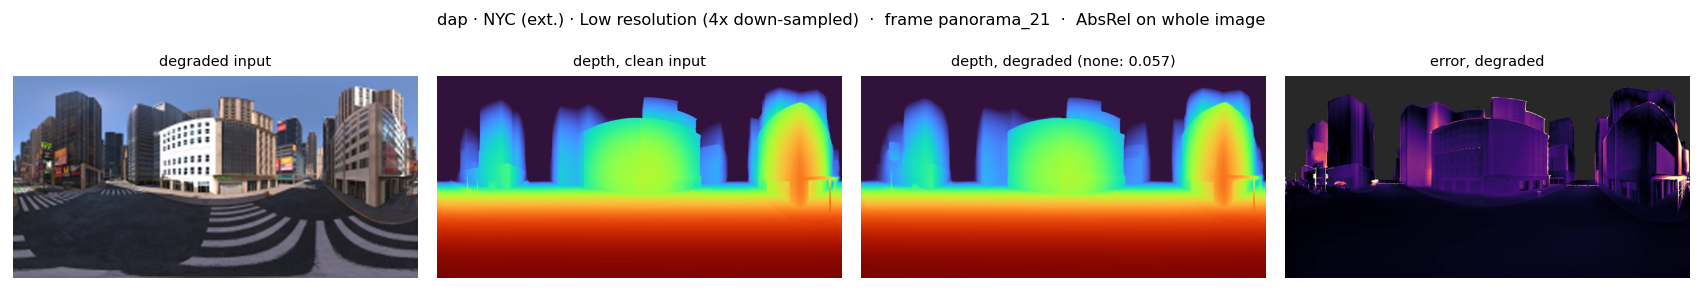 dap · NYC (ext.) · Low resolution (4x down-sampled)  ·  frame panorama_21  ·  AbsRel on whole image
degraded input
depth, clean input
depth, degraded (none: 0.057)
error, degraded